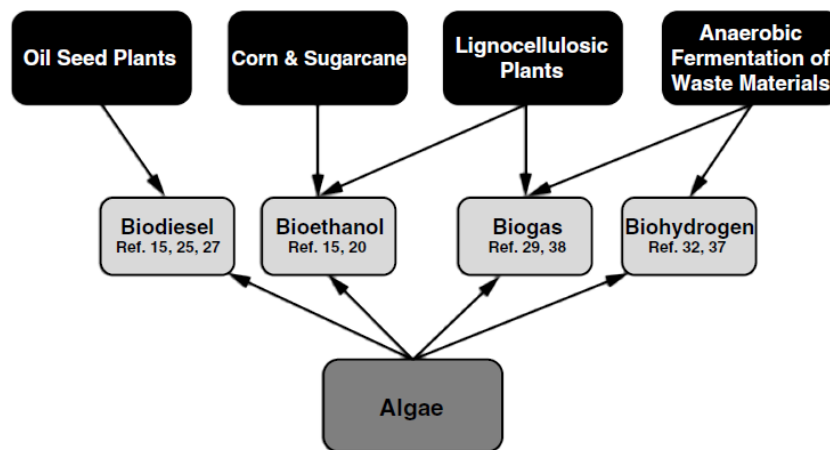 Oil Seed Plants
Corn & Sugarcane
Lignocellulosic
Plants
Anaerobic
Fermentation of
Waste Materials
Biodiesel
Ref. 15, 25, 27
Bioethanol
Ref. 15, 20
Biogas
Ref. 29, 38
Biohydrogen
Ref. 32, 37
Algae